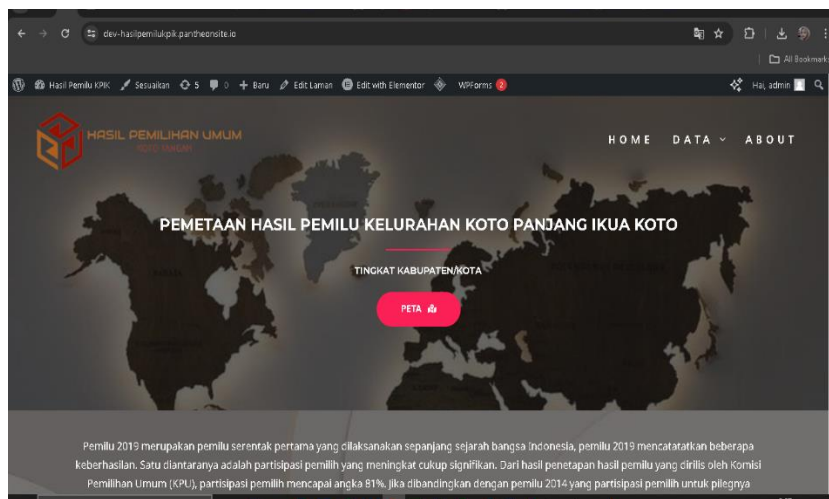 dev-hasilpemilukpik.pantheonsite.io
All Bookmarks
Hasil Pemilu KPIK Sesuaikan 5 0 + Baru Edit Laman Edit with Elementor WPForms 2 Hai, admin
HASIL PEMILIHAN UMUM
KOTO TANGAH
HOME DATA ABOUT
PEMETAAN HASIL PEMILU KELURAHAN KOTO PANJANG IKUA KOTO
TINGKAT KABUPATEN/KOTA
PETA
Pemilu 2019 merupakan pemilu serentak pertama yang dilaksanakan sepanjang sejarah bangsa Indonesia, pemilu 2019 mencatatatkan beberapa
keberhasilan. Satu diantaranya adalah partisipasi pemilih yang meningkat cukup signifikan. Dari hasil penetapan hasil pemilu yang dirilis oleh Komisi
Pemilihan Umum (KPU), partisipasi pemilih mencapai angka 81%. Jika dibandingkan dengan pemilu 2014 yang partisipasi pemilih untuk pilegnya